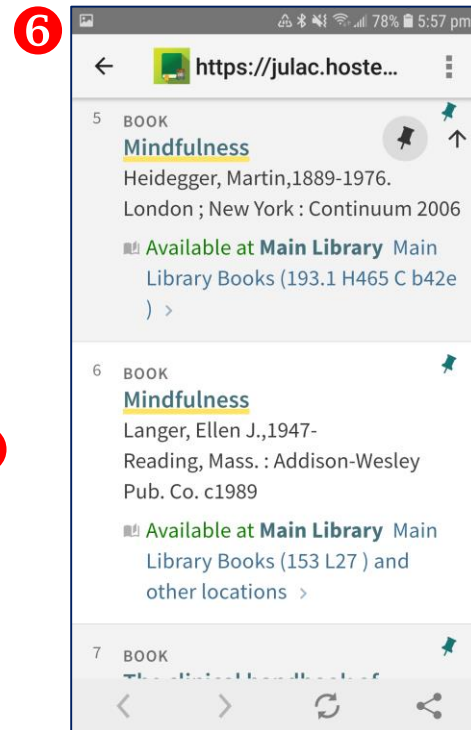 6
78% 5:57 pm
https://julac.hoste...
5 BOOK
Mindfulness
Heidegger, Martin,1889-1976.
London ; New York : Continuum 2006
Available at Main Library Main
Library Books (193.1 H465 C b42e
) >
6 BOOK
Mindfulness
Langer, Ellen J.,1947-
Reading, Mass. : Addison-Wesley
Pub. Co. c1989
Available at Main Library Main
Library Books (153 L27 ) and
other locations >
7 BOOK